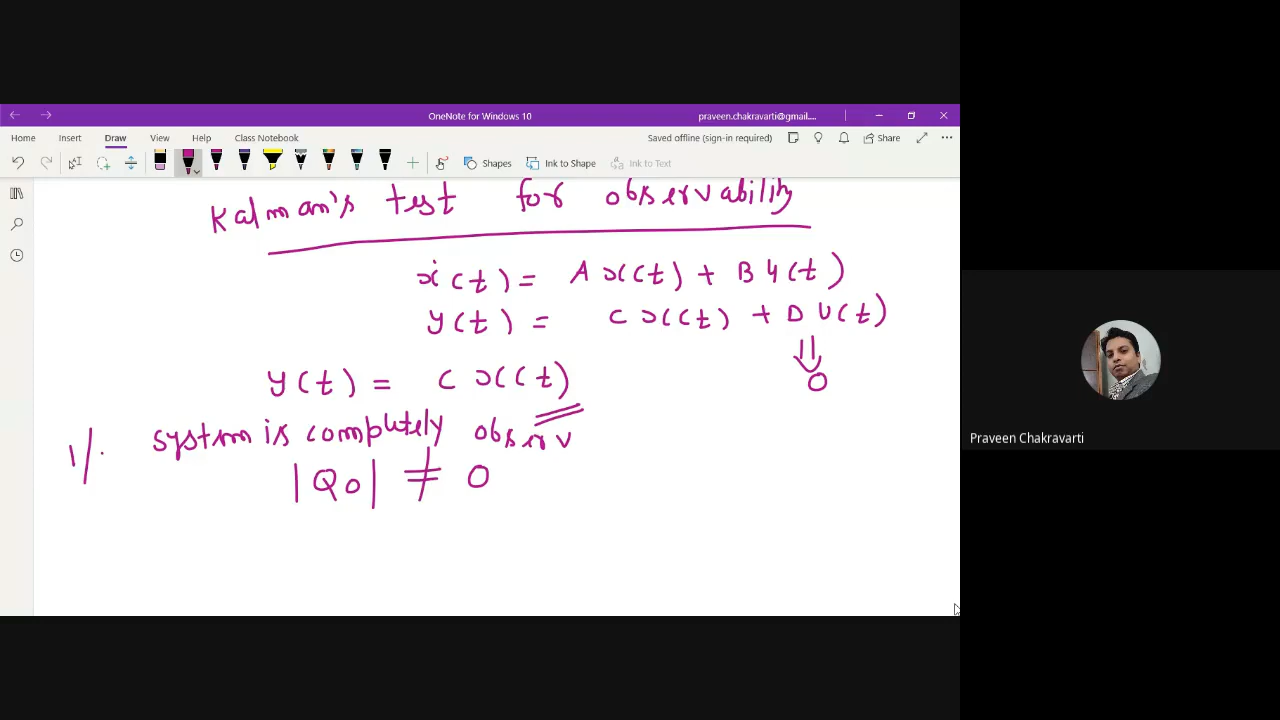 OneNote for Windows 10
praveen.chakravarti@gmail....
Home Insert Draw View Help Class Notebook
Saved offline (sign-in required)
Share
Shapes Ink to Shape Ink to Text
Kalman's test for observability
ẋ(t) = A x(t) + B u(t)
y(t) = C x(t) + D u(t)
⇓
0
y(t) = C x(t)
1/. system is completely observ
|Qo| ≠ 0
Praveen Chakravarti